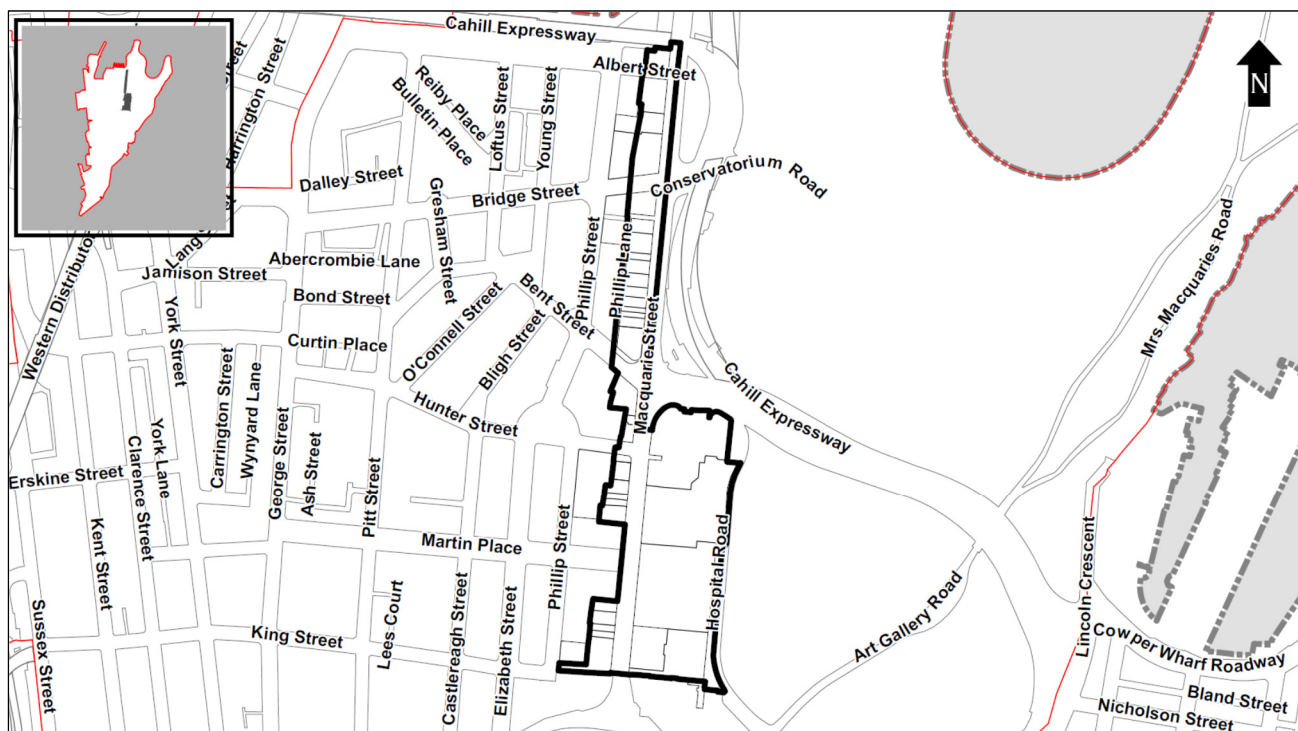 Cahill Expressway
Albert Street
N
Harrington Street
Street
Reiby Place
Bulletin Place
Loftus Street
Young Street
Conservatorium Road
Dalley Street
Bridge Street
Gresham Street
Phillip Street
Phillip Lane
Mrs Macquaries Road
Western Distributor
Lang
Jamison Street
Abercrombie Lane
Bond Street
Bent Street
York Street
O'Connell Street
Bligh Street
Macquarie Street
Curtin Place
Cahill Expressway
Carrington Street
Wynyard Lane
Hunter Street
George Street
Ash Street
Pitt Street
York Lane
Clarence Street
Erskine Street
Kent Street
Martin Place
Phillip Street
Hospital Road
Lincoln Crescent
Art Gallery Road
Sussex Street
King Street
Lees Court
Castlereagh Street
Elizabeth Street
Cowper Wharf Roadway
Bland Street
Nicholson Street